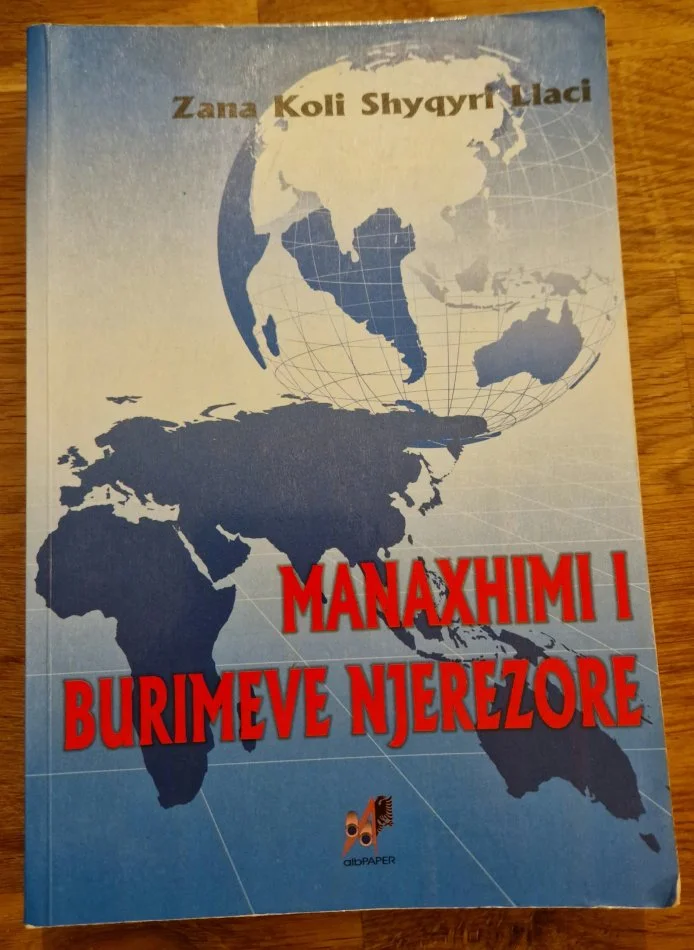 Zana Koli Shyqyri Llaci
MANAXHIMI I
BURIMEVE NJEREZORE
albPAPER